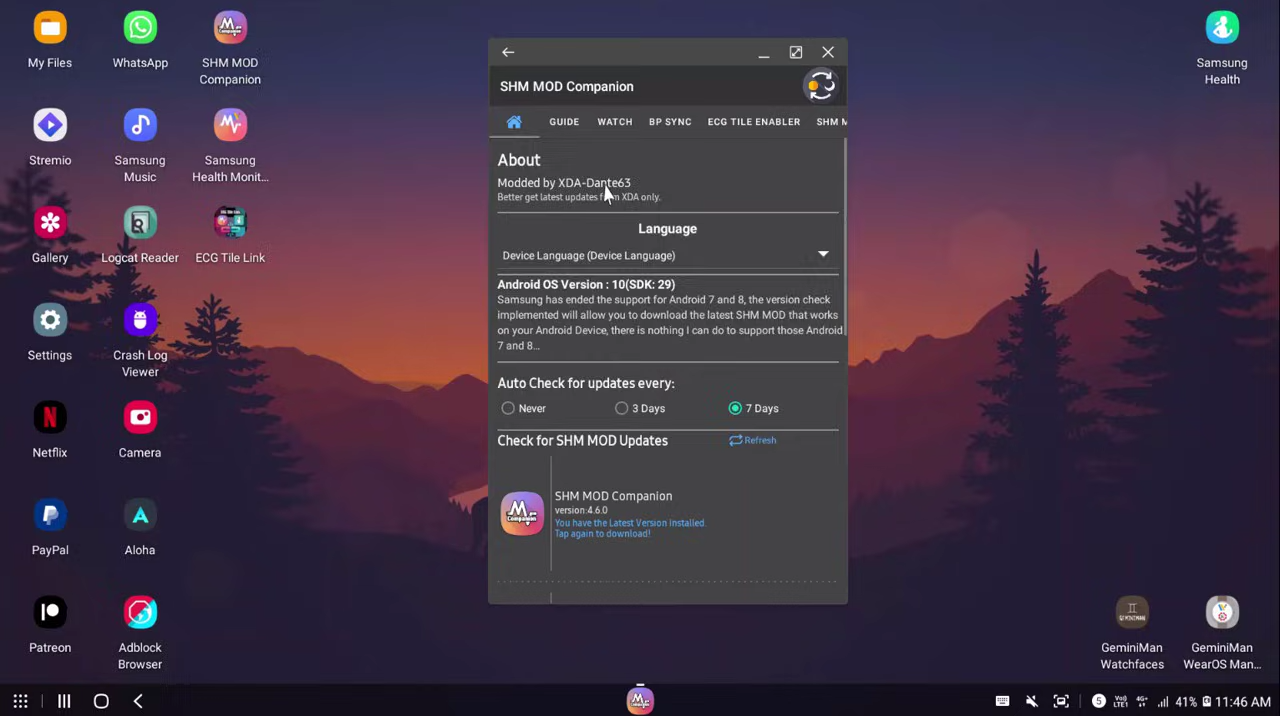 My Files
WhatsApp
SHM MOD
Companion
Samsung
Health
Stremio
Samsung
Music
Samsung
Health Monit...
Gallery
Logcat Reader
ECG Tile Link
Settings
Crash Log
Viewer
Netflix
Camera
PayPal
Aloha
Patreon
Adblock
Browser
SHM MOD Companion
GUIDE
WATCH
BP SYNC
ECG TILE ENABLER
SHM M
About
Modded by XDA-Dante63
Better get latest updates from XDA only.
Language
Device Language (Device Language)
Android OS Version : 10(SDK: 29)
Samsung has ended the support for Android 7 and 8, the version check
implemented will allow you to download the latest SHM MOD that works
on your Android Device, there is nothing I can do to support those Android
7 and 8...
Auto Check for updates every:
Never
3 Days
7 Days
Check for SHM MOD Updates
Refresh
M
Companion
SHM MOD Companion
version:4.6.0
You have the Latest Version Installed.
Tap again to download!
GEMINIMAN
GeminiMan
Watchfaces
GeminiMan
WearOS Man...
5
41%
11:46 AM